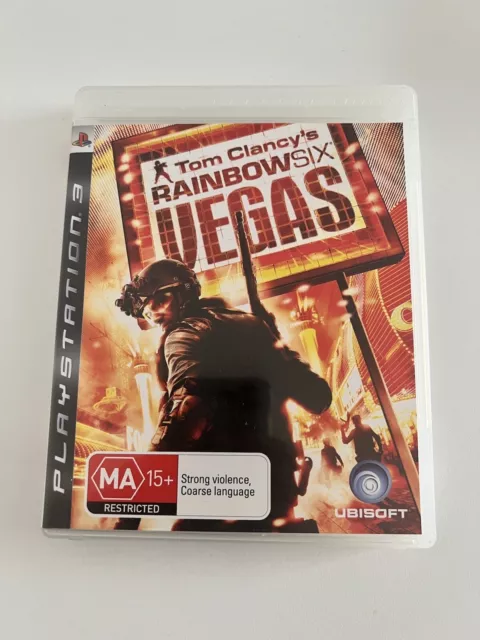 PLAYSTATION 3
Tom Clancy's
RAINBOWSIX
VEGAS
MA 15+
RESTRICTED
Strong violence,
Coarse language
UBISOFT